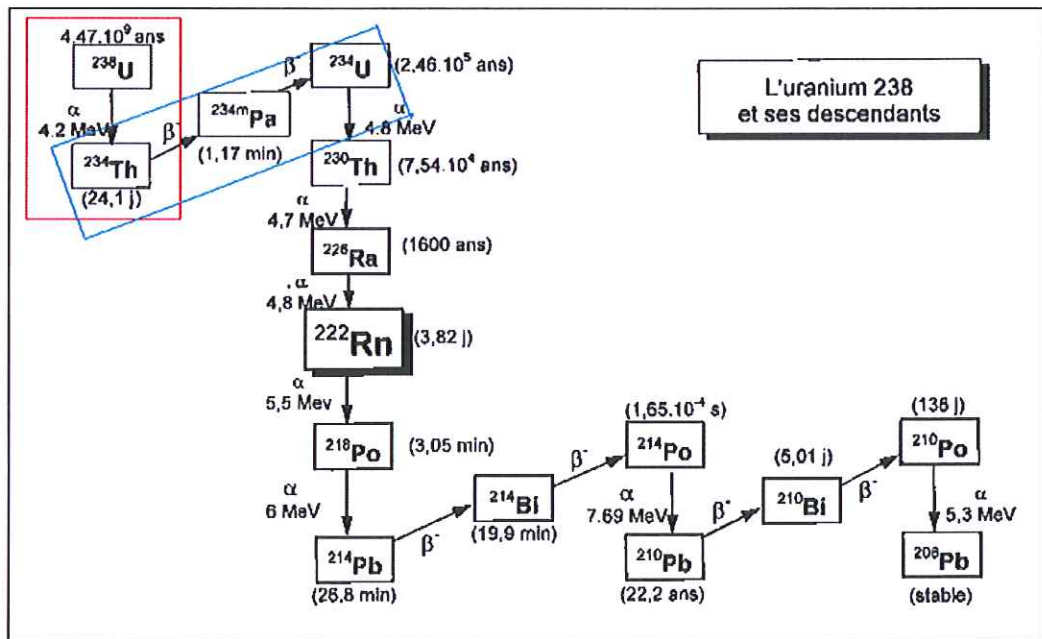 4,47.10⁹ ans
²³⁸U
α
4.2 MeV
²³⁴Th
(24,1 j)
β⁻
²³⁴ᵐPa
(1,17 min)
β⁻
²³⁴U
(2,46.10⁵ ans)
α
4.8 MeV
²³⁰Th
(7,54.10⁴ ans)
α
4,7 MeV
²²⁶Ra
(1600 ans)
α
4,8 MeV
²²²Rn
(3,82 j)
α
5,5 Mev
²¹⁸Po
(3,05 min)
α
6 MeV
²¹⁴Pb
(26,8 min)
β⁻
²¹⁴Bi
(19,9 min)
β⁻
(1,65.10⁻⁴ s)
²¹⁴Po
α
7.69 MeV
²¹⁰Pb
(22,2 ans)
β⁻
(5,01 j)
²¹⁰Bi
β⁻
(138 j)
²¹⁰Po
α
5,3 MeV
²⁰⁶Pb
(stable)
L'uranium 238
et ses descendants